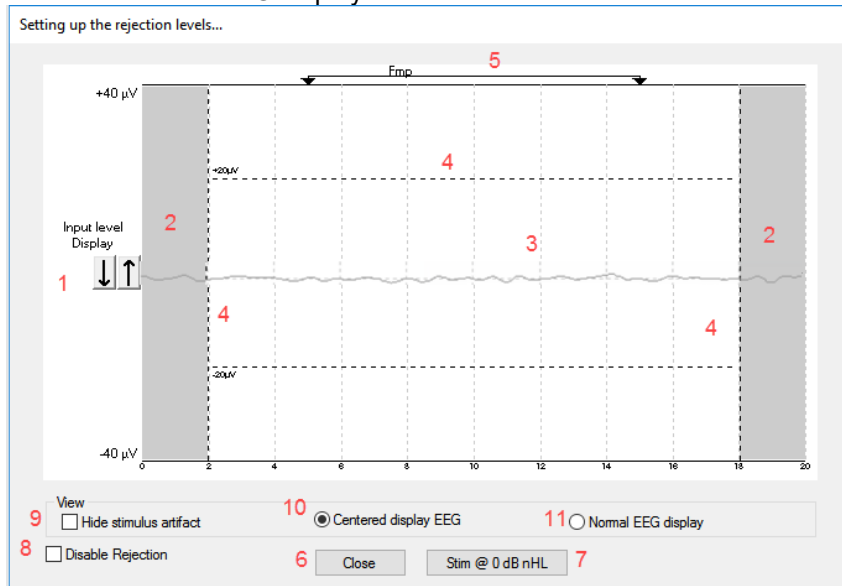 Setting up the rejection levels...
5
Fmp
+40 µV
+20µV
4
2
2
Input level
Display
3
1
↓ ↑
4
4
-20µV
-40 µV
0 2 4 6 8 10 12 14 16 18 20
View
9 Hide stimulus artifact
10 Centered display EEG
11 Normal EEG display
8 Disable Rejection
6 Close
Stim @ 0 dB nHL 7